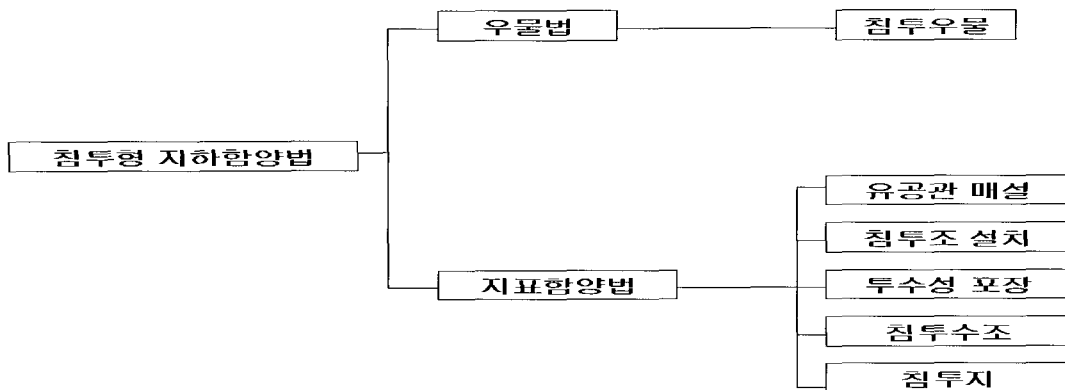 우물법
침투우물
침투형 지하함양법
유공관 매설
침투조 설치
지표함양법
투수성 포장
침투수조
침투지